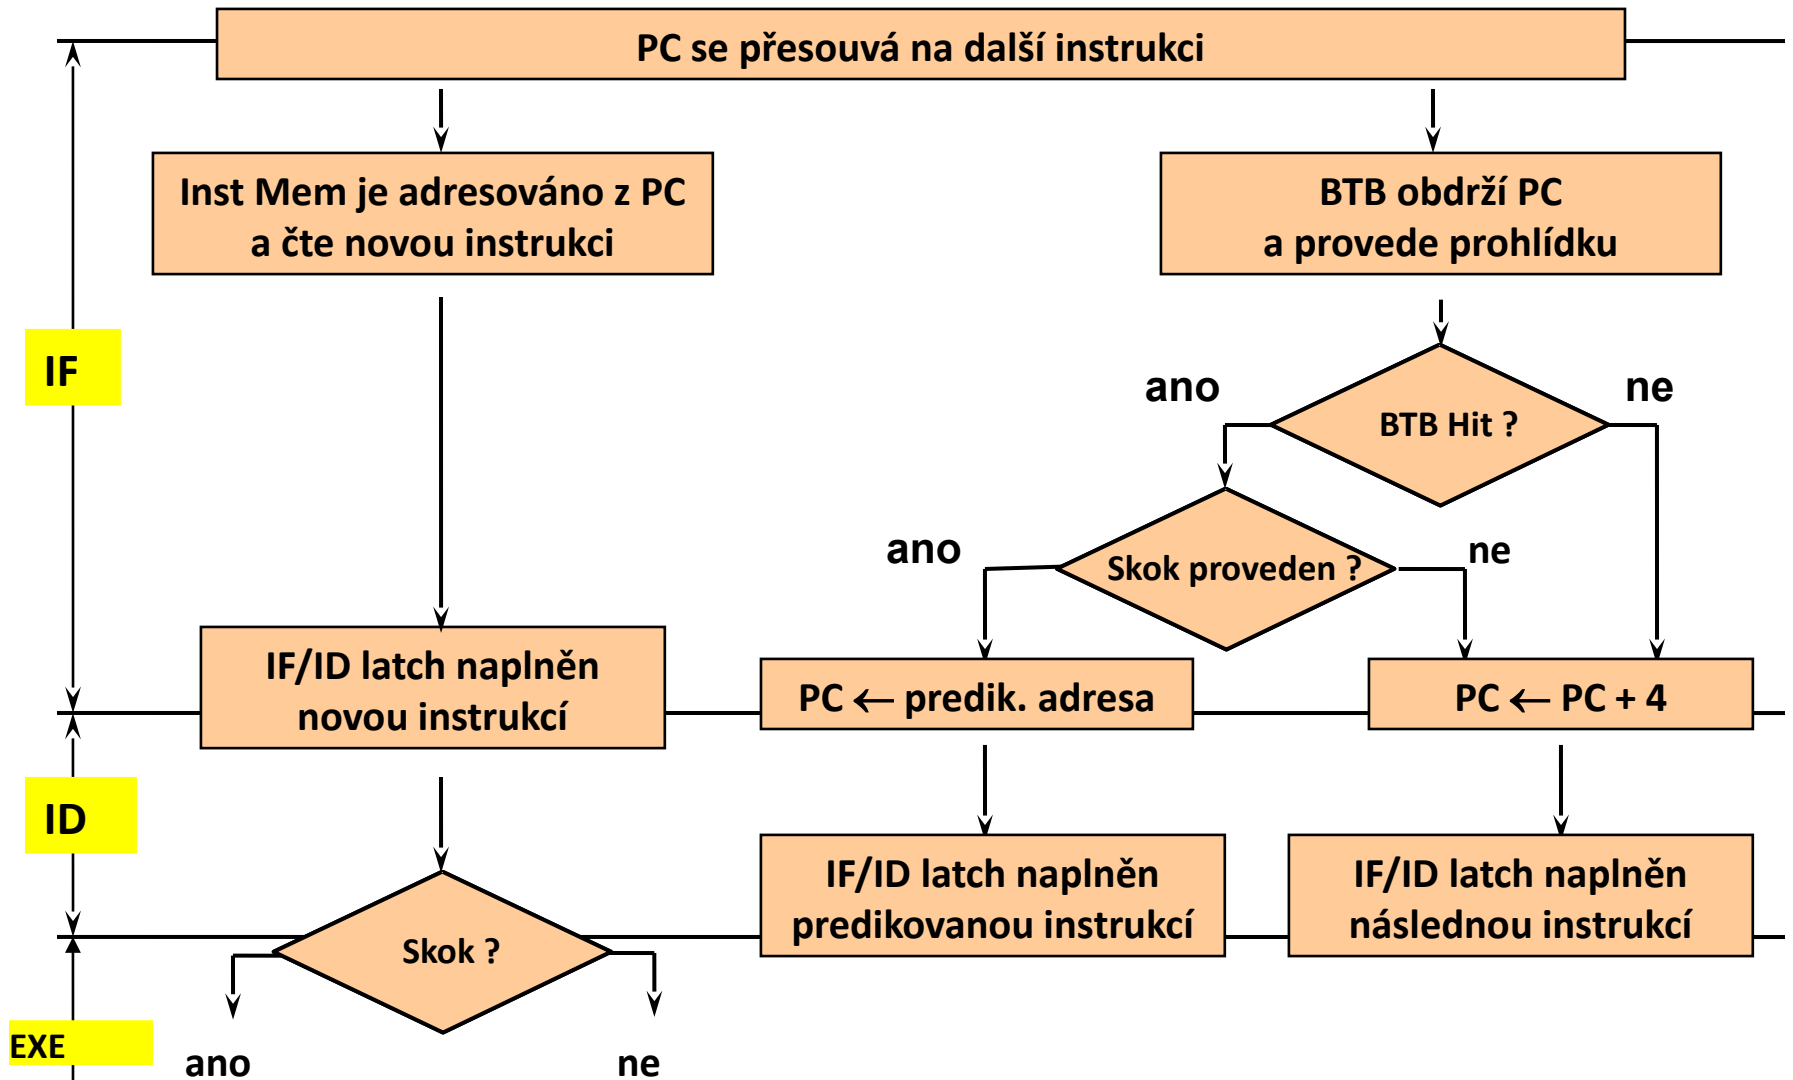 PC se přesouvá na další instrukci
Inst Mem je adresováno z PC
a čte novou instrukci
BTB obdrží PC
a provede prohlídku
IF
ano
ne
BTB Hit ?
ano
ne
Skok proveden ?
IF/ID latch naplněn
novou instrukcí
PC ← predik. adresa
PC ← PC + 4
ID
IF/ID latch naplněn
predikovanou instrukcí
IF/ID latch naplněn
následnou instrukcí
Skok ?
EXE
ano
ne